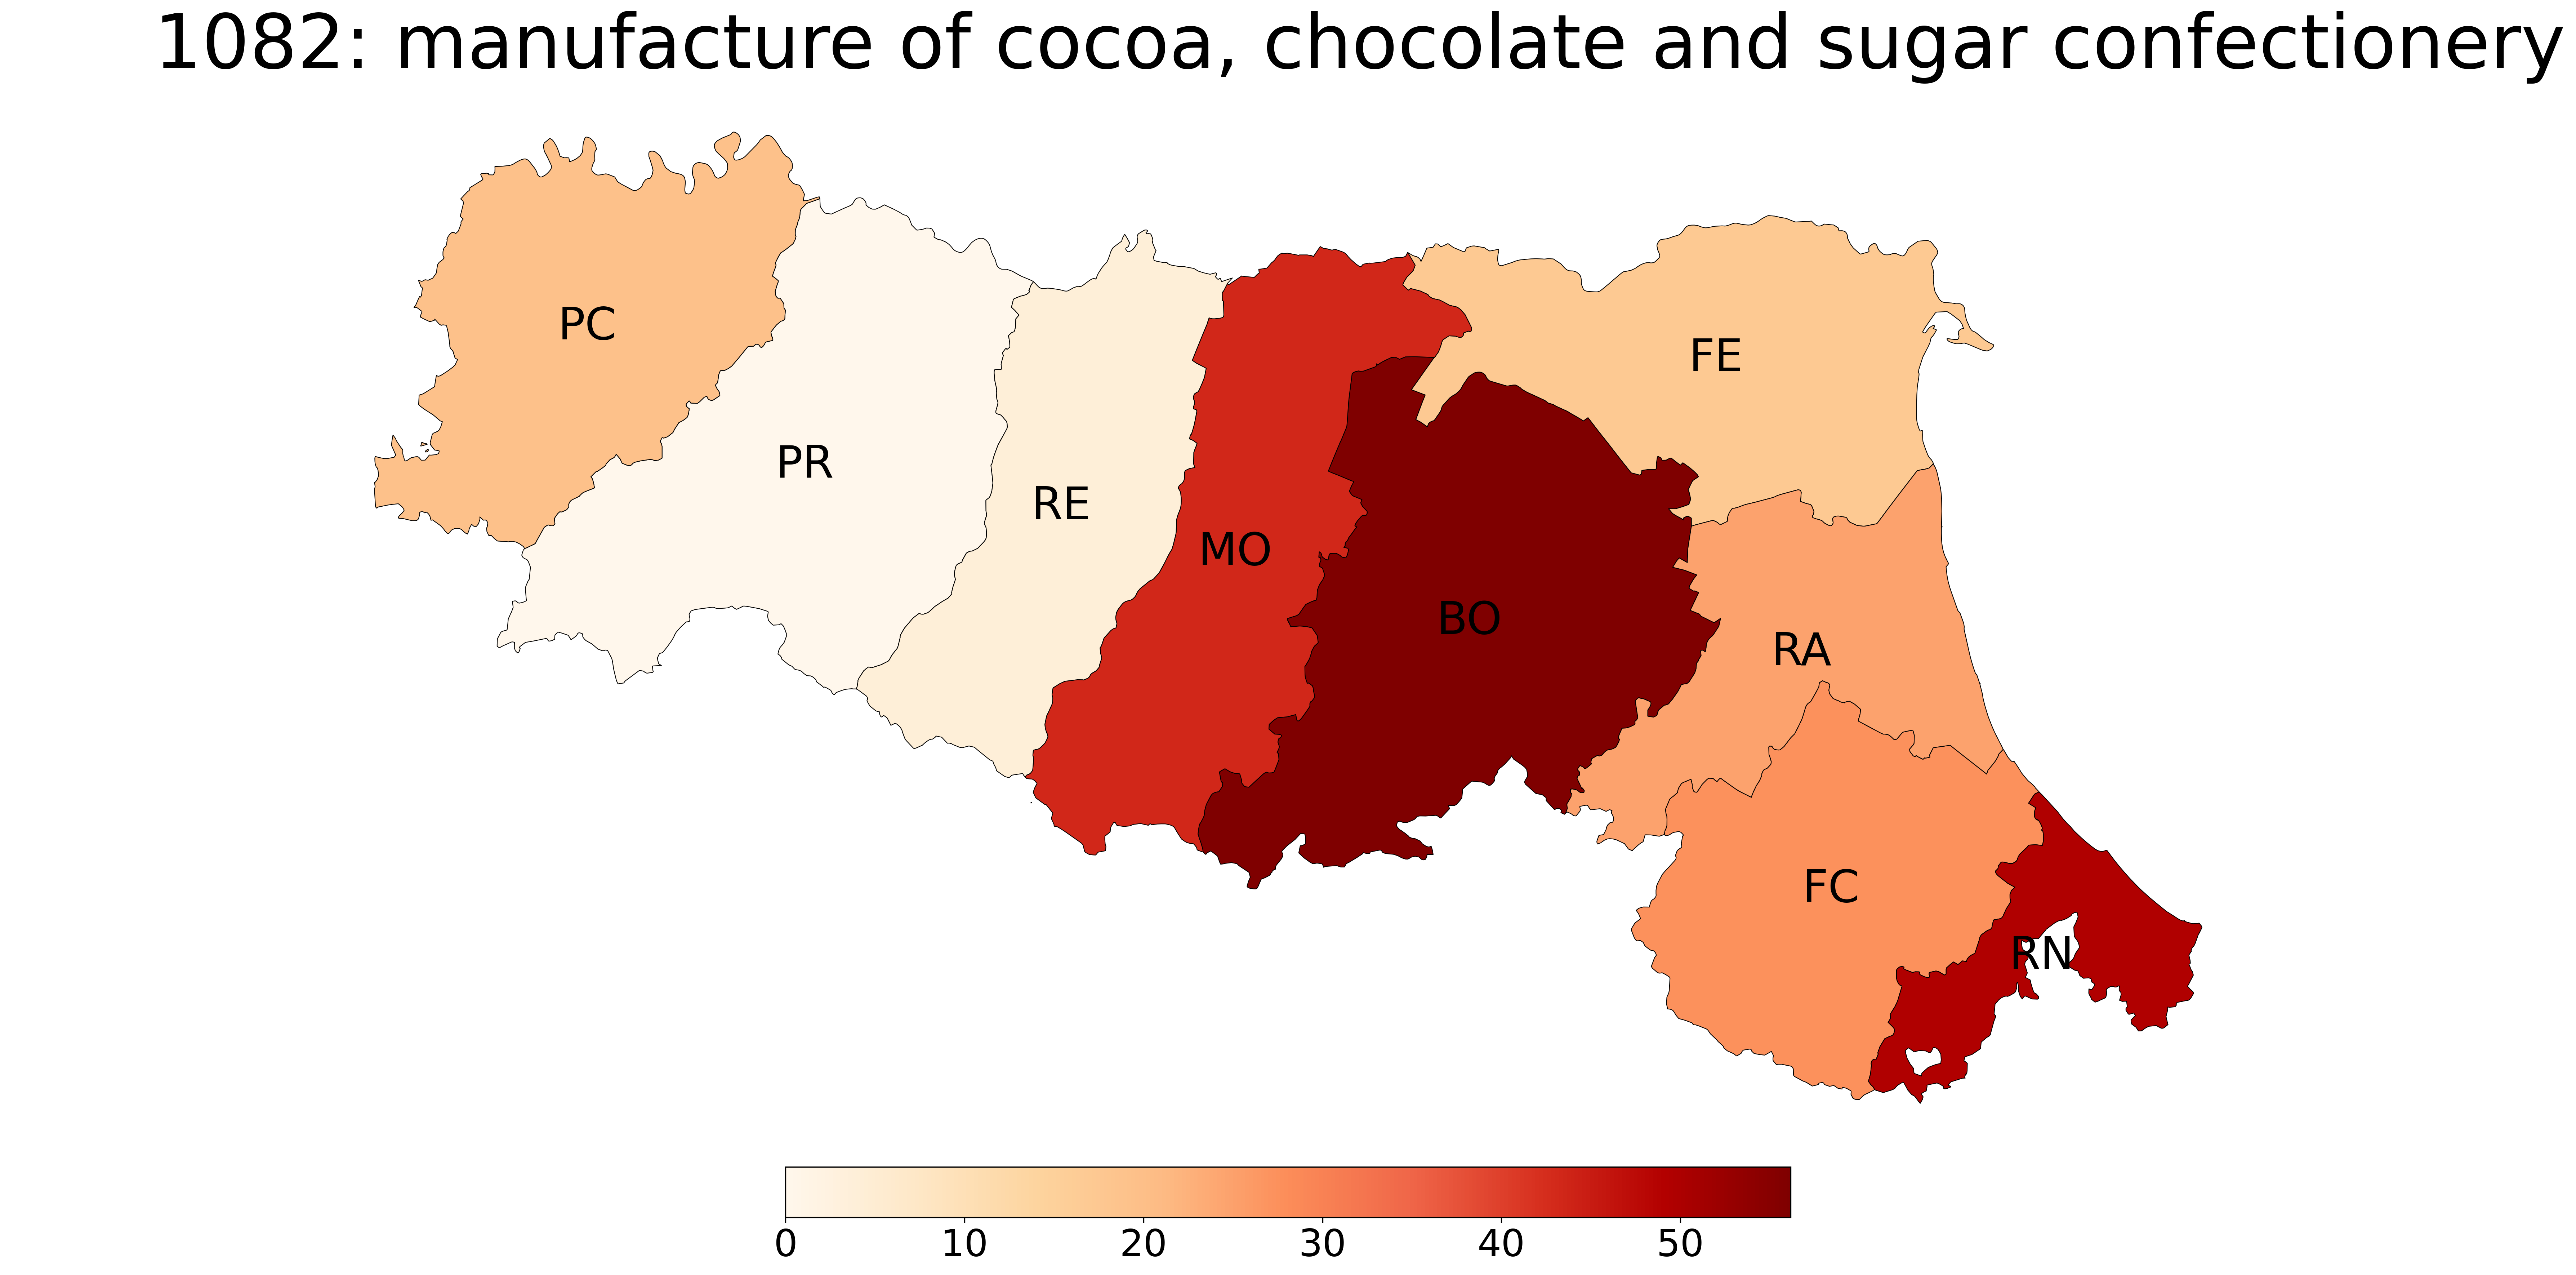 1082: manufacture of cocoa, chocolate and sugar confectionery
PC
PR
RE
MO
BO
FE
RA
FC
RN
0 10 20 30 40 50